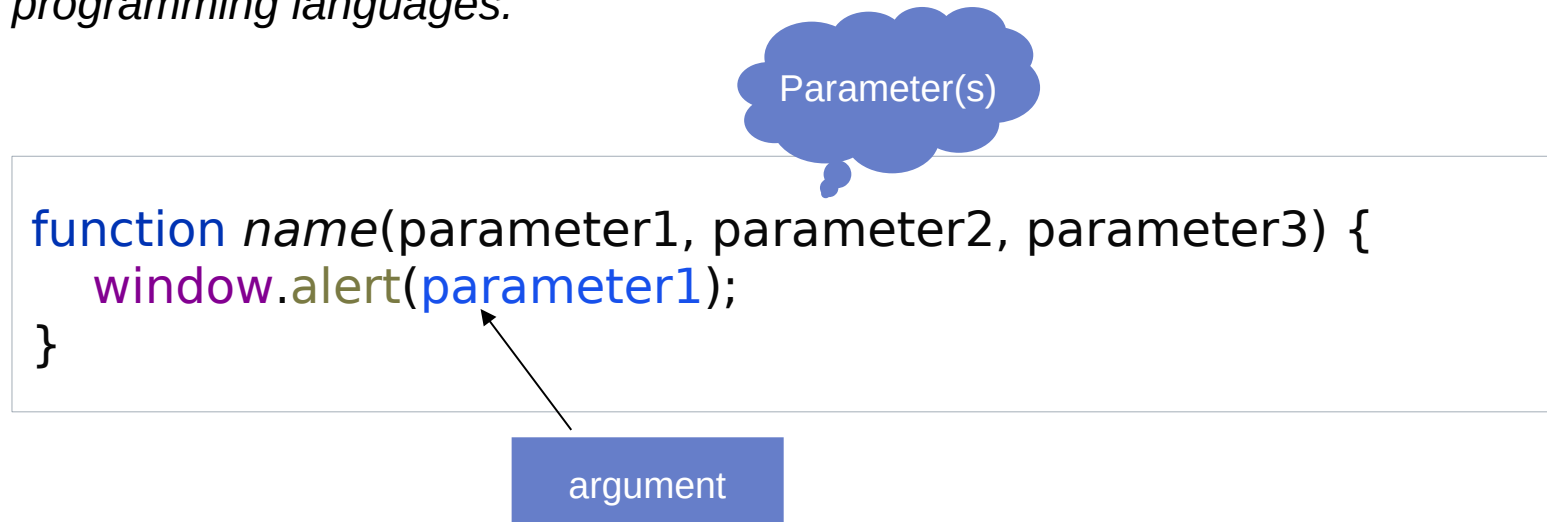 programming languages.
Parameter(s)
function name(parameter1, parameter2, parameter3) {
window.alert(parameter1);
}
argument